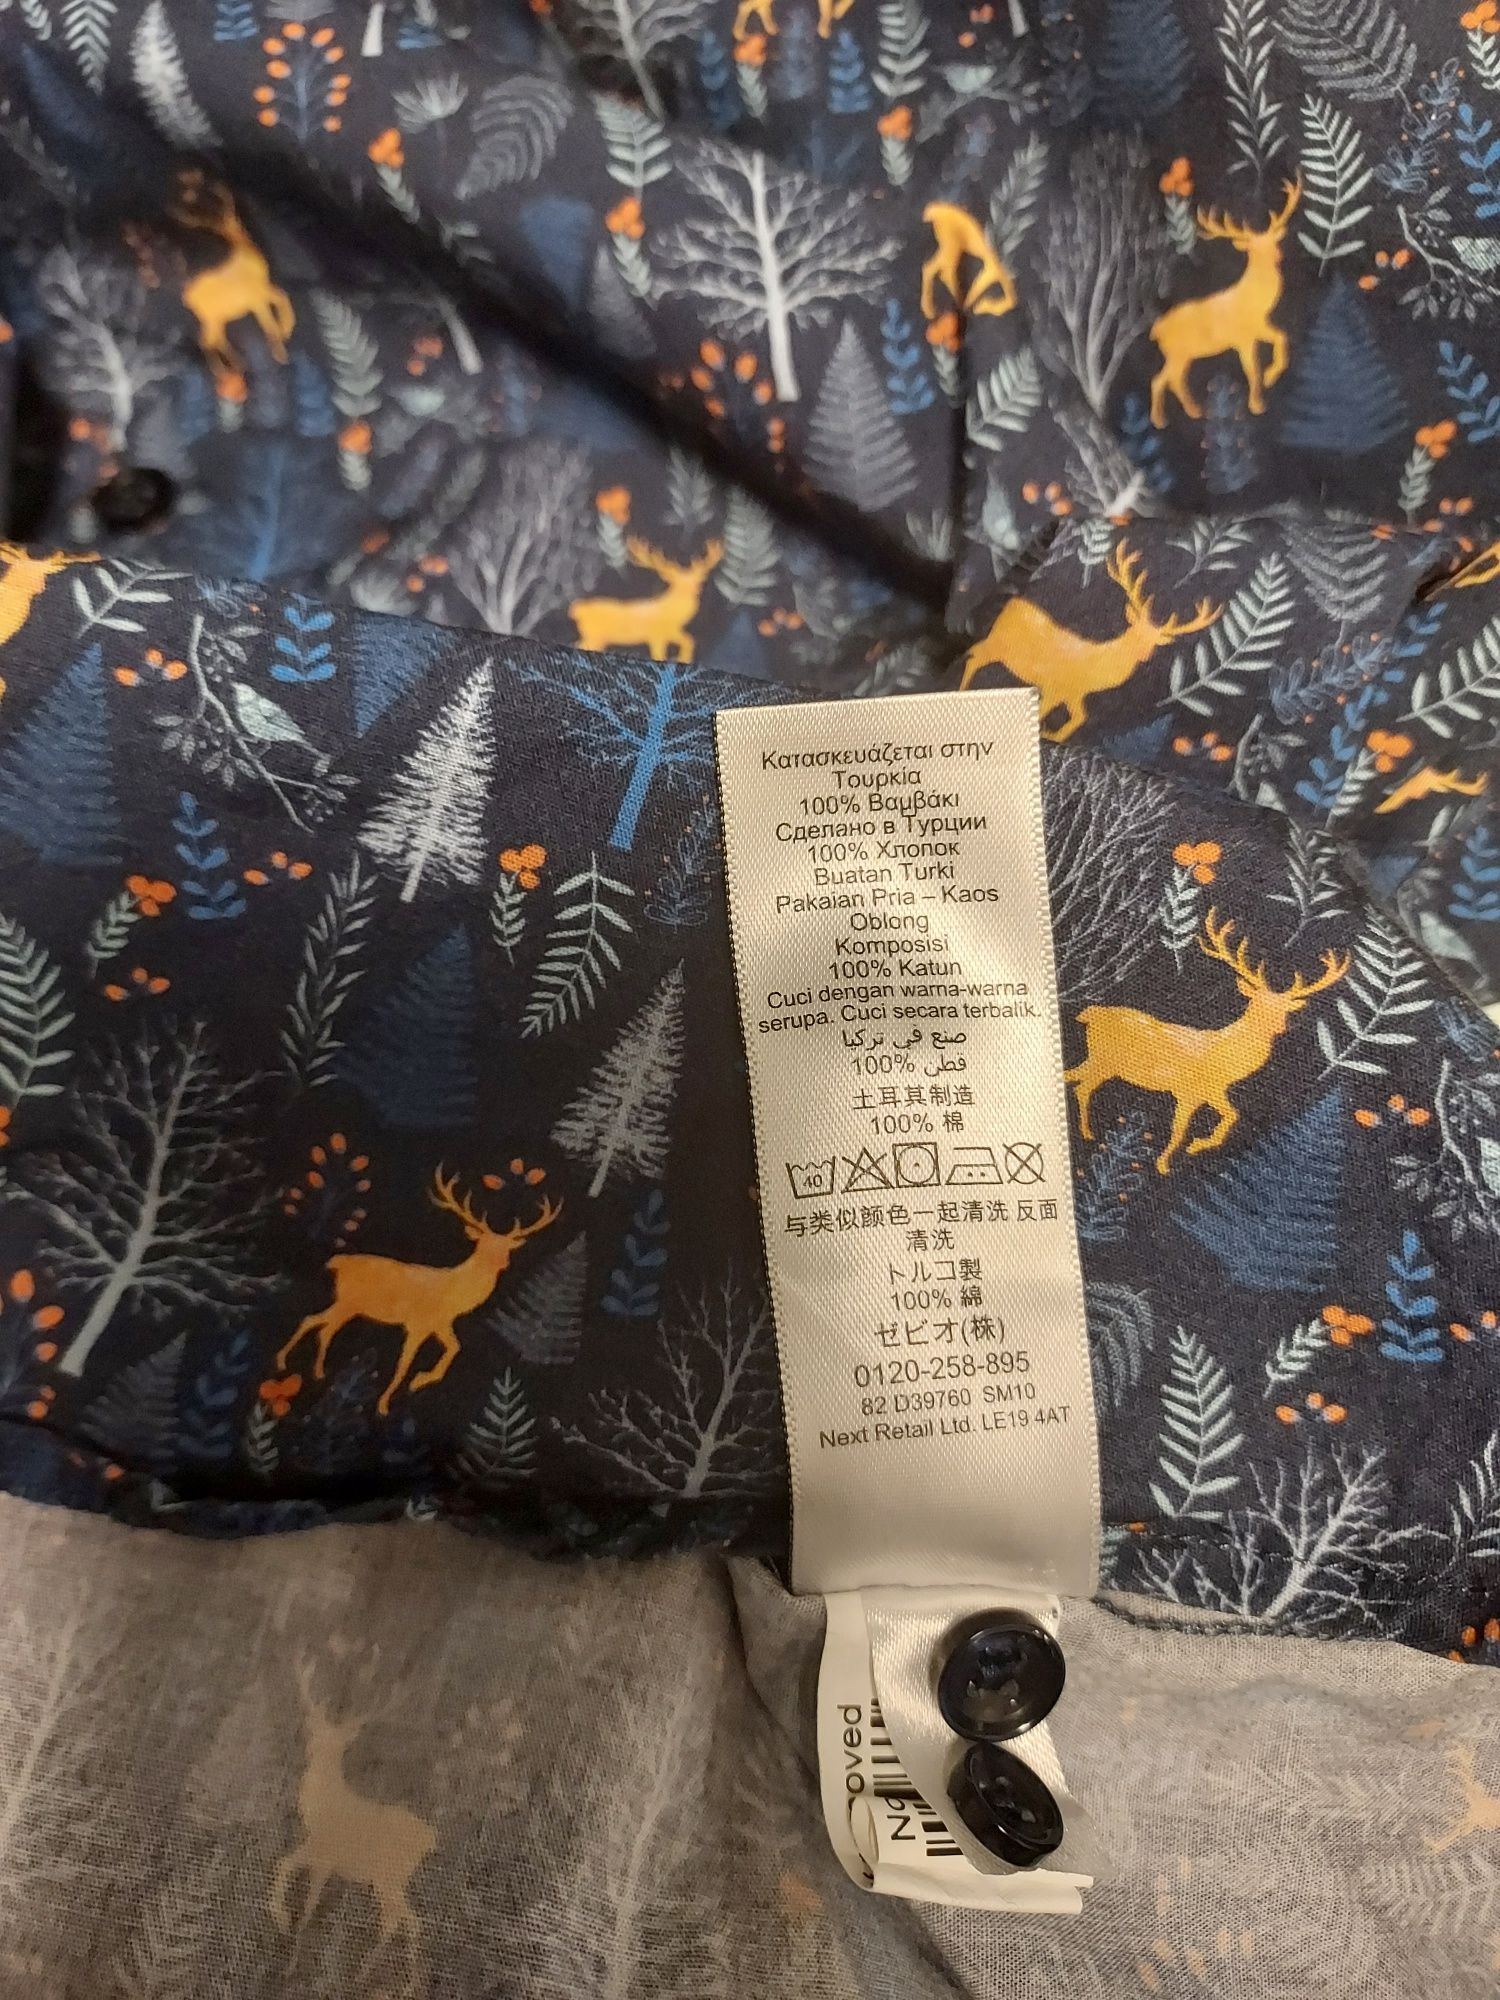 Κατασκευάζεται στην
Τουρκία
100% Βαμβάκι
Сделано в Турции
100% Хлопок
Buatan Turki
Pakaian Pria – Kaos
Oblong
Komposisi
100% Katun
Cuci dengan warna-warna
serupa. Cuci secara terbalik.
صنع في تركيا
100% قطن
土耳其制造
100% 棉
40
与类似颜色一起清洗 反面
清洗
トルコ製
100% 綿
ゼビオ(株)
0120-258-895
82 D39760 SM10
Next Retail Ltd. LE19 4AT